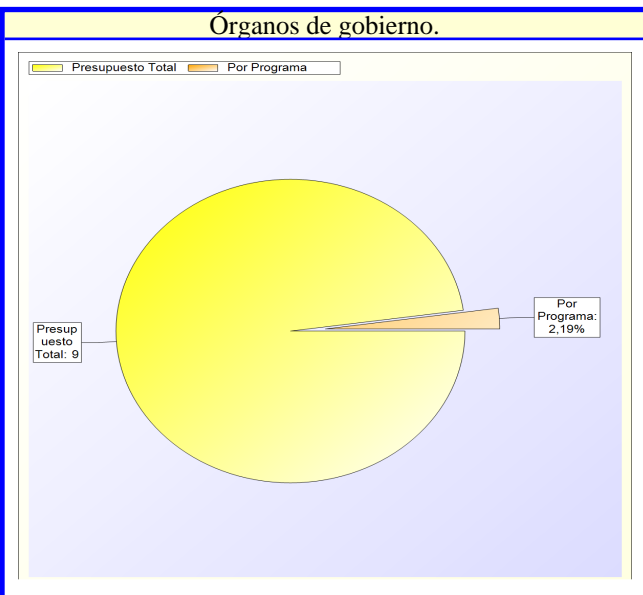 Órganos de gobierno.
Presupuesto Total Por Programa
Presup
uesto
Total: 9
Por
Programa:
2,19%